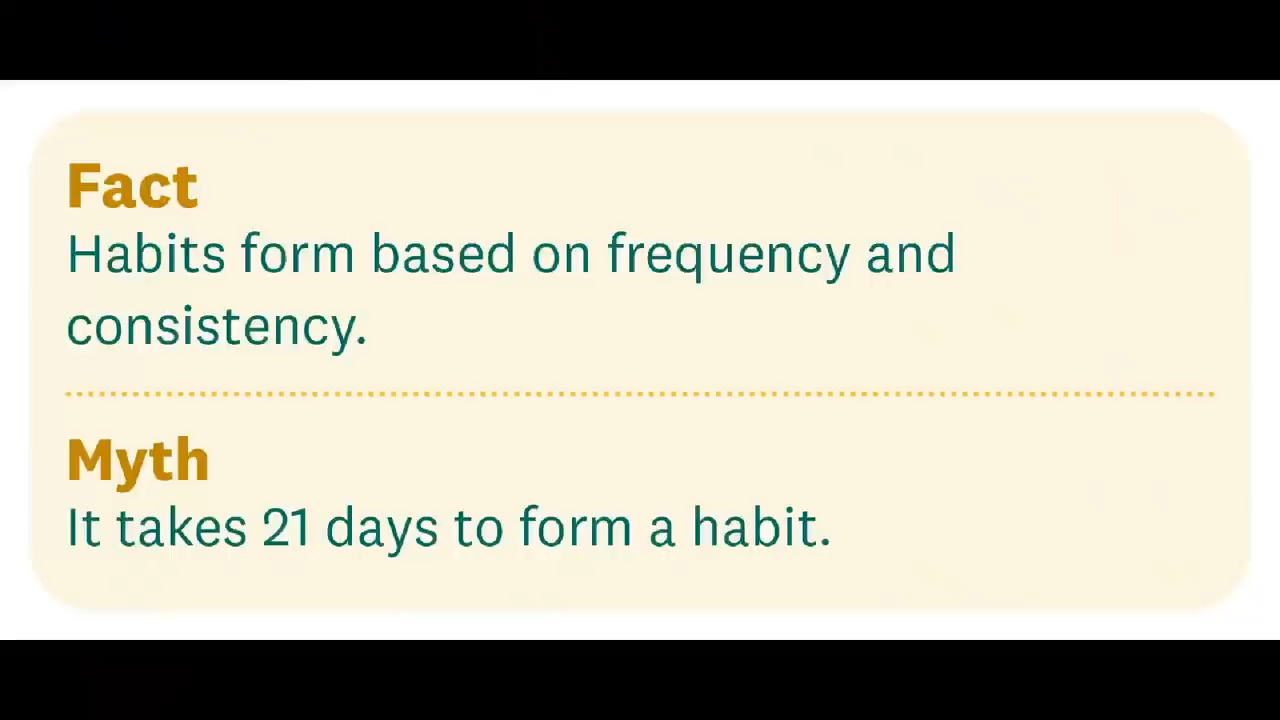 Fact
Habits form based on frequency and
consistency.
Myth
It takes 21 days to form a habit.